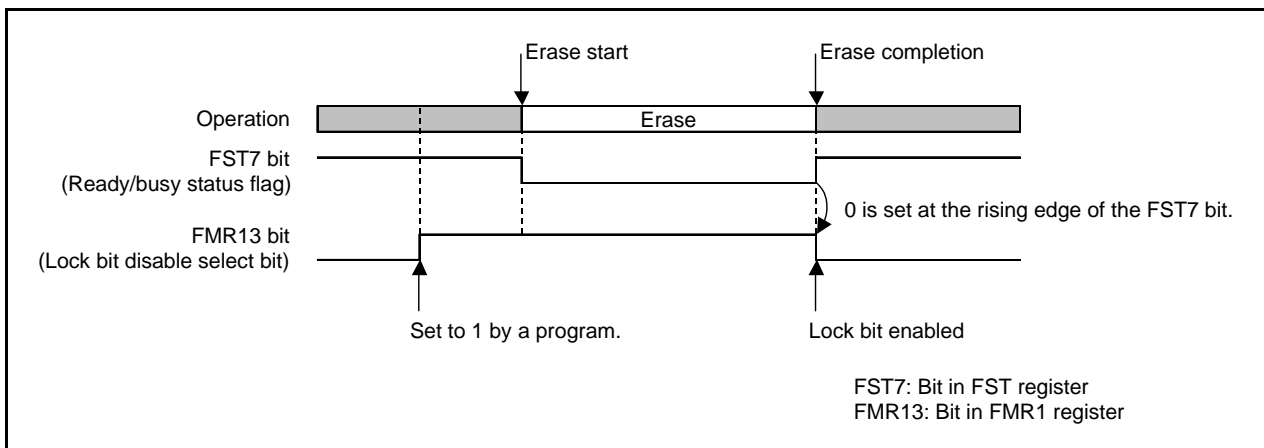 Erase start
Erase completion
Operation
Erase
FST7 bit
(Ready/busy status flag)
0 is set at the rising edge of the FST7 bit.
FMR13 bit
(Lock bit disable select bit)
Set to 1 by a program.
Lock bit enabled
FST7: Bit in FST register
FMR13: Bit in FMR1 register